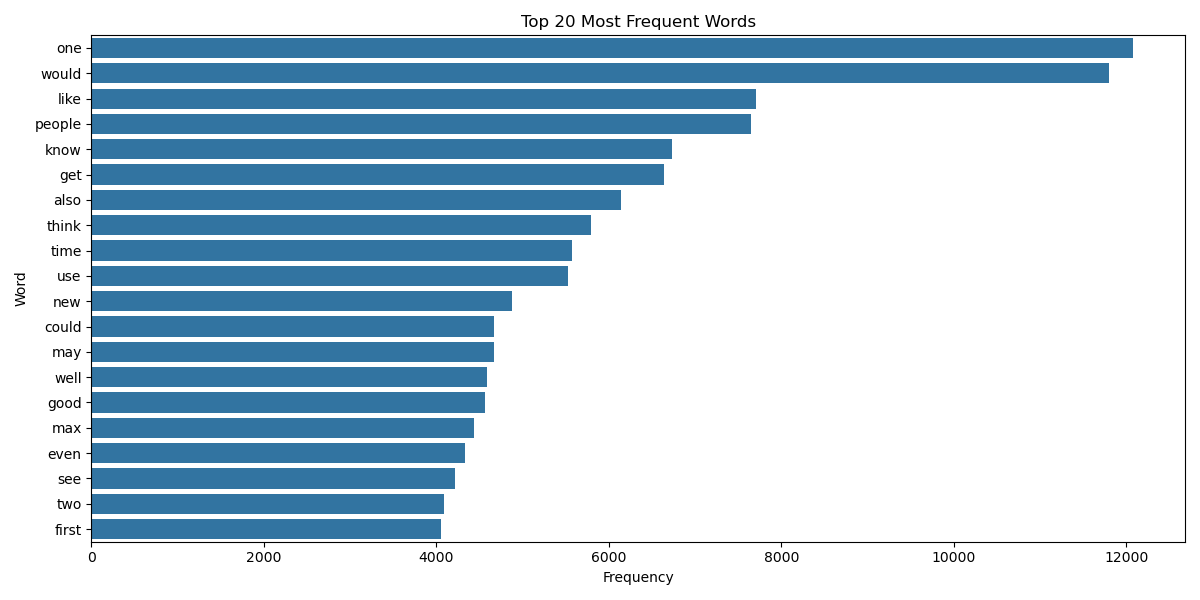 Top 20 Most Frequent Words
Word
one
would
like
people
know
get
also
think
time
use
new
could
may
well
good
max
even
see
two
first
0 2000 4000 6000 8000 10000 12000
Frequency